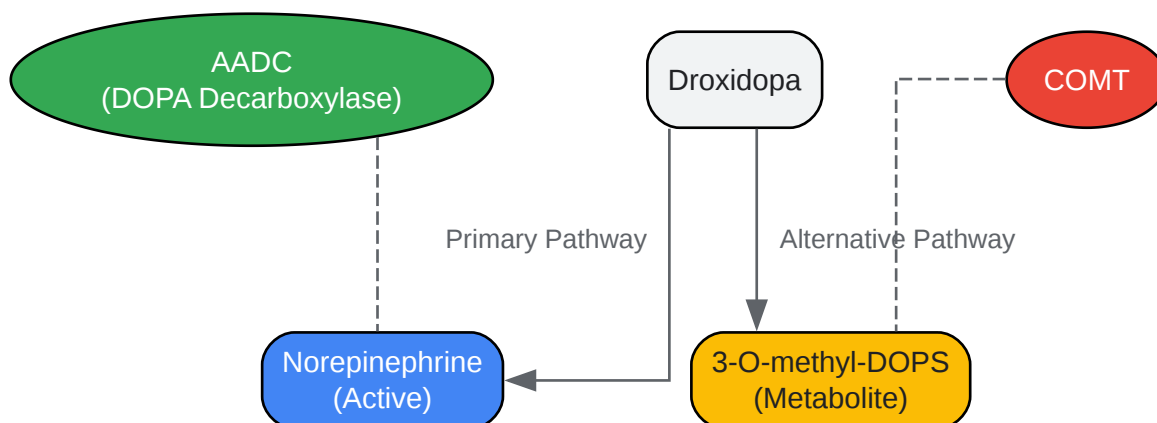 AADC
(DOPA Decarboxylase)
Droxidopa
COMT
Primary Pathway
Alternative Pathway
Norepinephrine
(Active)
3-O-methyl-DOPS
(Metabolite)